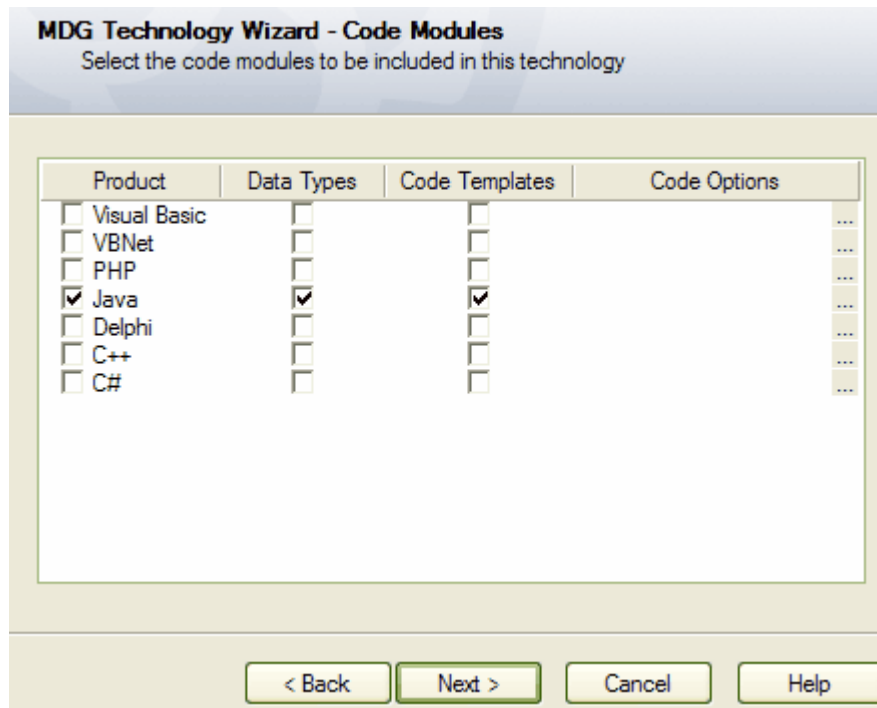 MDG Technology Wizard - Code Modules
Select the code modules to be included in this technology
Product Data Types Code Templates Code Options
Visual Basic ...
VBNet ...
PHP ...
Java ...
Delphi ...
C++ ...
C# ...
< Back Next > Cancel Help